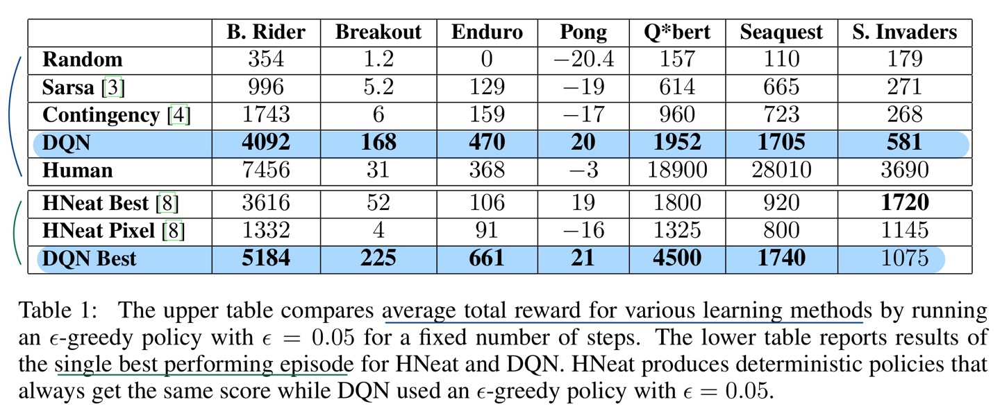 B. Rider Breakout Enduro Pong Q*bert Seaquest S. Invaders
Random 354 1.2 0 −20.4 157 110 179
Sarsa [3] 996 5.2 129 −19 614 665 271
Contingency [4] 1743 6 159 −17 960 723 268
DQN 4092 168 470 20 1952 1705 581
Human 7456 31 368 −3 18900 28010 3690
HNeat Best [8] 3616 52 106 19 1800 920 1720
HNeat Pixel [8] 1332 4 91 −16 1325 800 1145
DQN Best 5184 225 661 21 4500 1740 1075
Table 1: The upper table compares average total reward for various learning methods by running
an ϵ-greedy policy with ϵ = 0.05 for a fixed number of steps. The lower table reports results of
the single best performing episode for HNeat and DQN. HNeat produces deterministic policies that
always get the same score while DQN used an ϵ-greedy policy with ϵ = 0.05.